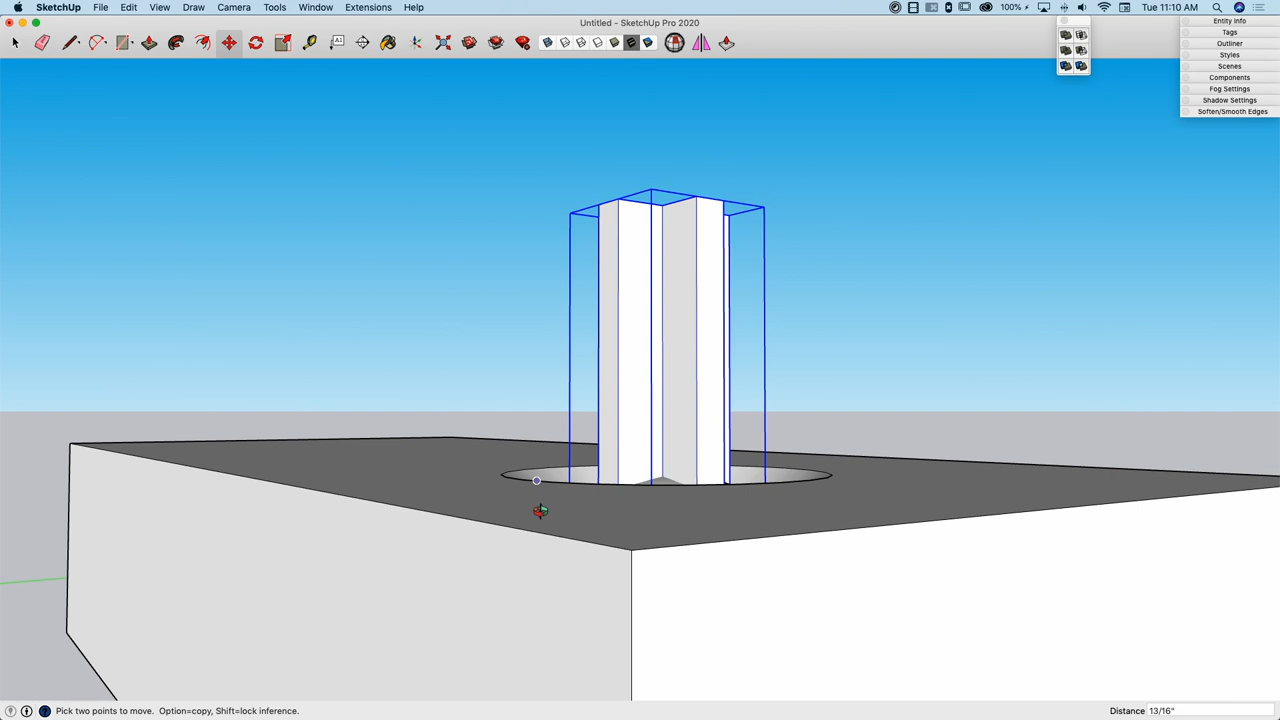 SketchUp File Edit View Draw Camera Tools Window Extensions Help 100% Tue 11:10 AM
Untitled - SketchUp Pro 2020
A1
Entity Info
Tags
Outliner
Styles
Scenes
Components
Fog Settings
Shadow Settings
Soften/Smooth Edges
Pick two points to move. Option=copy, Shift=lock inference. Distance 13/16"